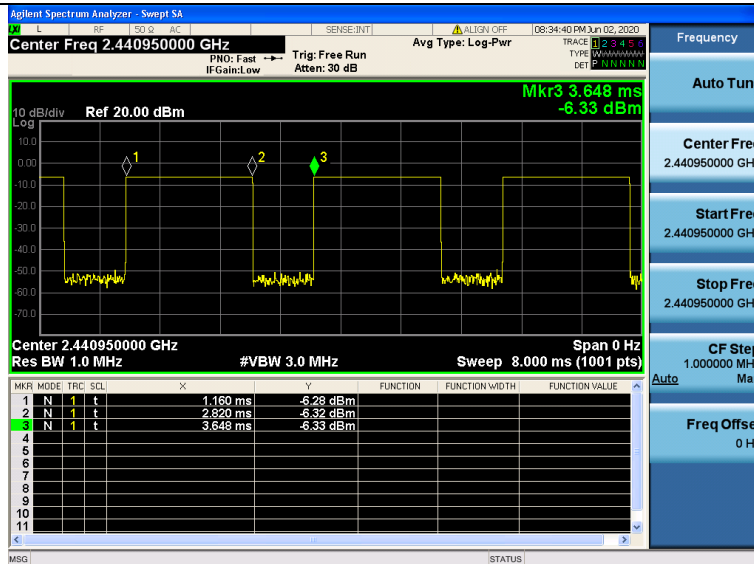 Agilent Spectrum Analyzer - Swept SA
L RF 50 Ω AC SENSE:INT ALIGN OFF 08:34:40 PM Jun 02, 2020
Center Freq 2.440950000 GHz
PNO: Fast
IFGain:Low
Trig: Free Run
Atten: 30 dB
Avg Type: Log-Pwr
TRACE 1 2 3 4 5 6
TYPE WWWWWW
DET P N N N N N
Mkr3 3.648 ms
-6.33 dBm
10 dB/div Ref 20.00 dBm
Log
10.0
0.00
-10.0
-20.0
-30.0
-40.0
-50.0
-60.0
-70.0
1
2
3
Center 2.440950000 GHz Span 0 Hz
Res BW 1.0 MHz #VBW 3.0 MHz Sweep 8.000 ms (1001 pts)
MKR MODE TRC SCL X Y FUNCTION FUNCTION WIDTH FUNCTION VALUE
1 N 1 t 1.160 ms -6.28 dBm
2 N 1 t 2.820 ms -6.32 dBm
3 N 1 t 3.648 ms -6.33 dBm
4
5
6
7
8
9
10
11
MSG STATUS
Frequency
Auto Tun
Center Fre
2.440950000 GH
Start Fre
2.440950000 GH
Stop Fre
2.440950000 GH
CF Ste
1.000000 MH
Auto Ma
Freq Offse
0 H